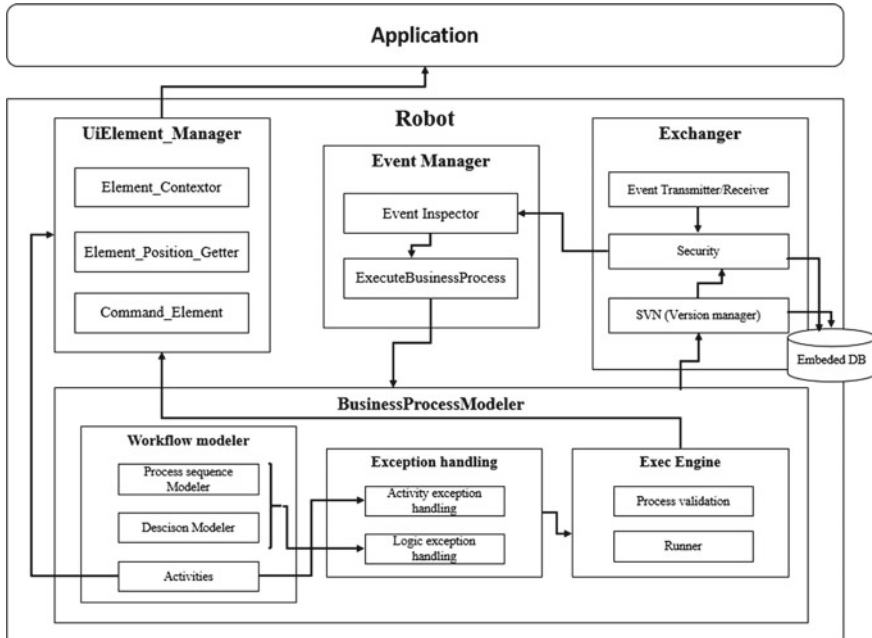 Application
Robot
UiElement_Manager
Element_Contextor
Element_Position_Getter
Command_Element
Event Manager
Event Inspector
ExecuteBusinessProcess
Exchanger
Event Transmitter/Receiver
Security
SVN (Version manager)
Embeded DB
BusinessProcessModeler
Workflow modeler
Process sequence
Modeler
Descison Modeler
Activities
Exception handling
Activity exception
handling
Logic exception
handling
Exec Engine
Process validation
Runner